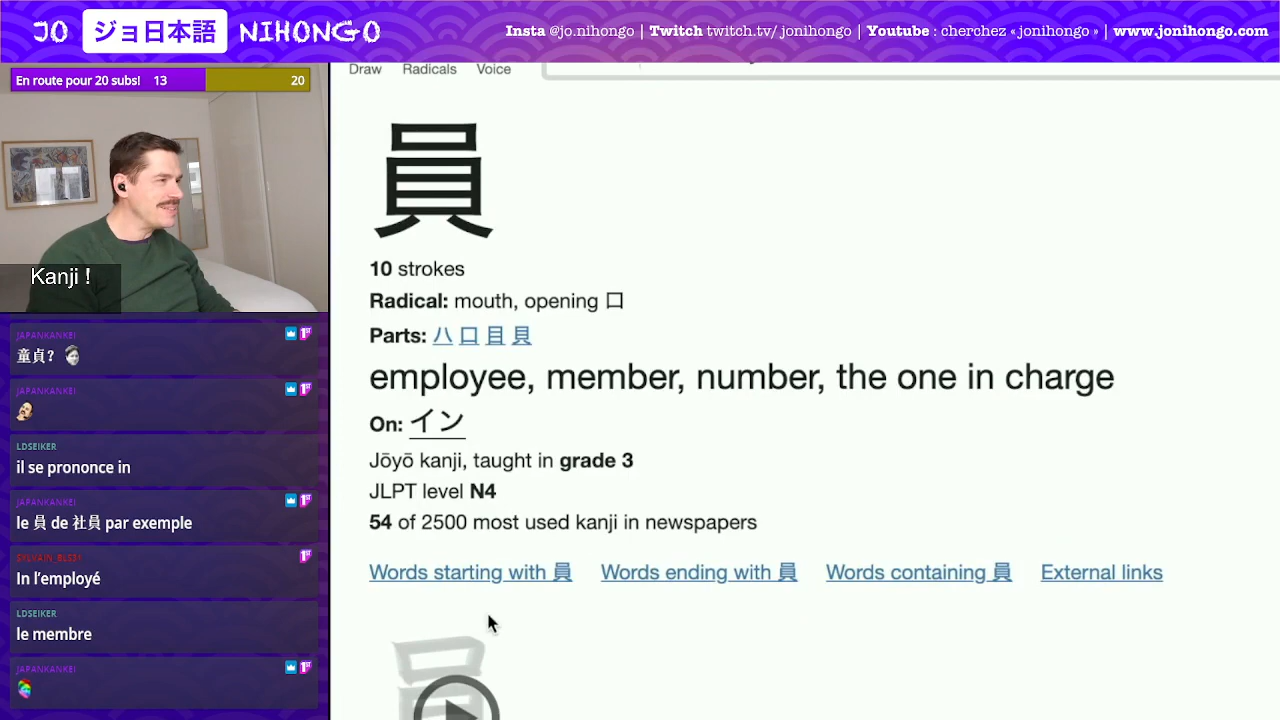 JO ジョ日本語 NIHONGO
Insta @jo.nihongo | Twitch twitch.tv/jonihongo | Youtube : cherchez « jonihongo » | www.jonihongo.com
En route pour 20 subs! 13 20
Draw Radicals Voice
員
10 strokes
Radical: mouth, opening 口
Parts: ハ 口 目 貝
employee, member, number, the one in charge
On: イン
Jōyō kanji, taught in grade 3
JLPT level N4
54 of 2500 most used kanji in newspapers
Words starting with 員 Words ending with 員 Words containing 員 External links
員
Kanji !
JAPANKANKEI
童貞?
JAPANKANKEI
LDSEIKER
il se prononce in
JAPANKANKEI
le 員 de 社員 par exemple
SYLVAIN_BLS31
In l'employé
LDSEIKER
le membre
JAPANKANKEI